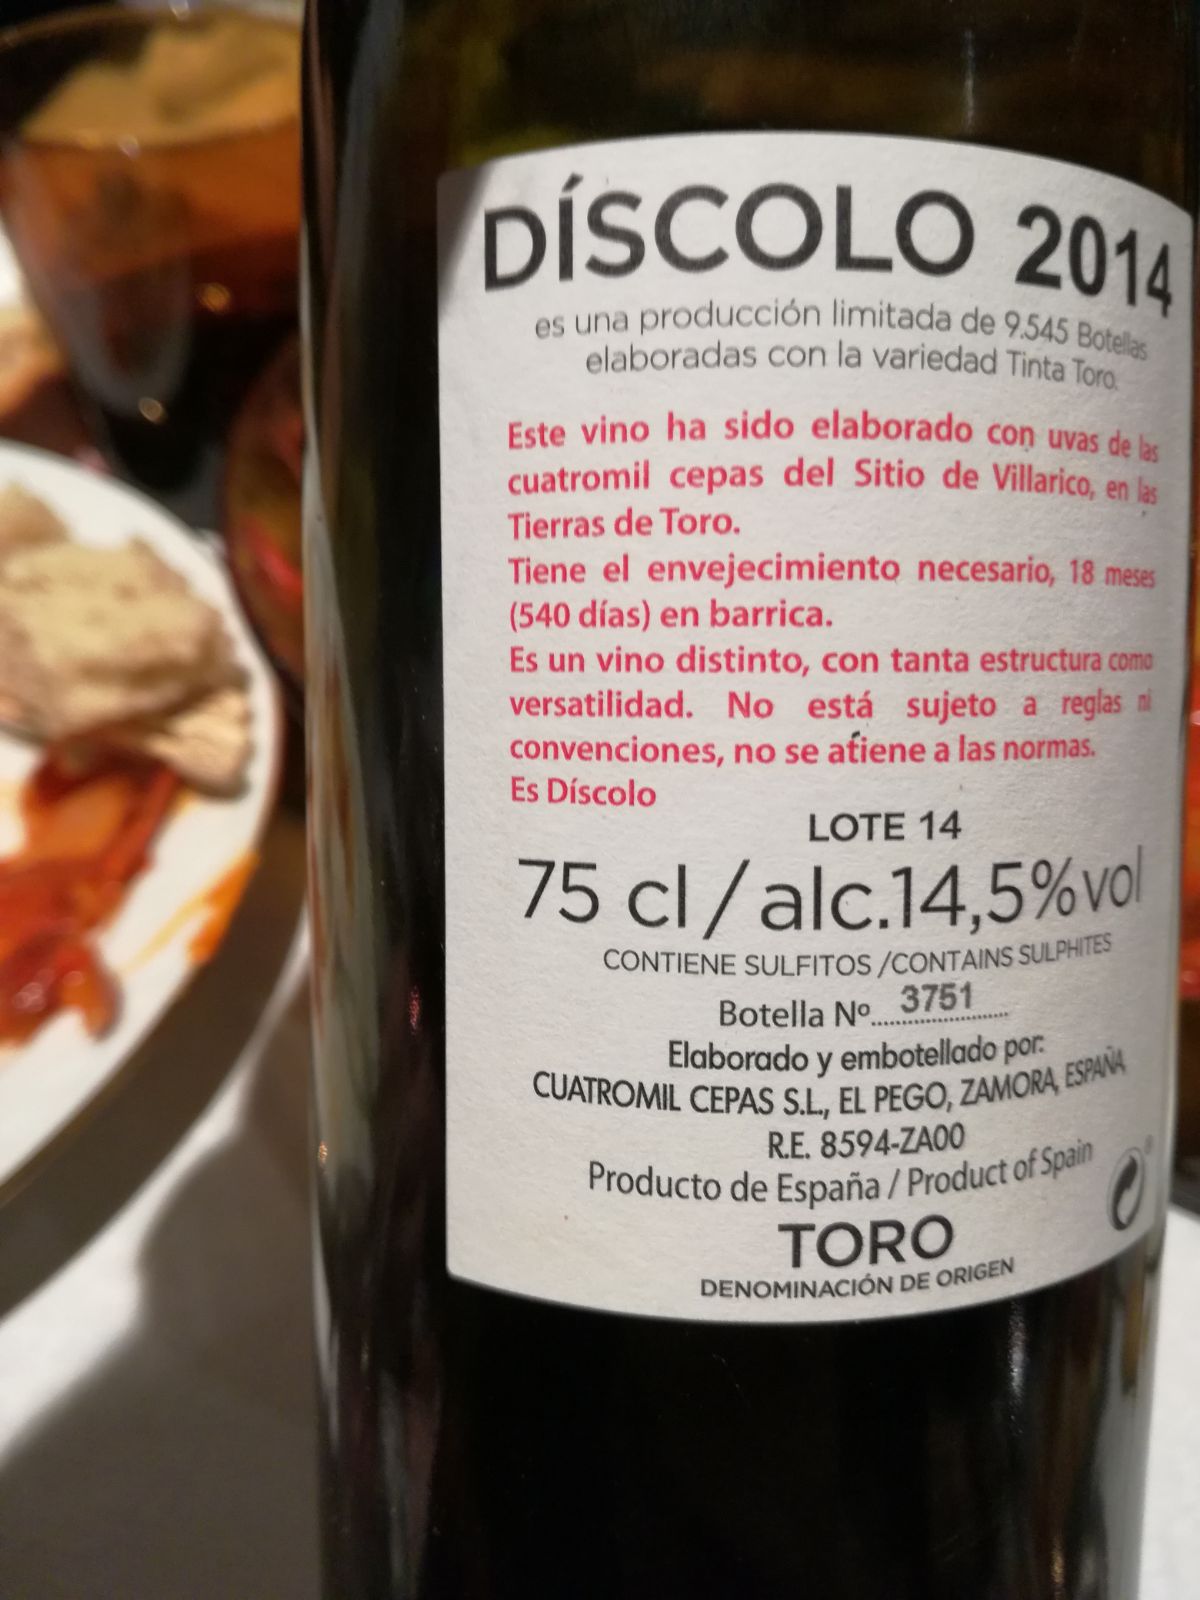 DÍSCOLO 2014
es una producción limitada de 9.545 Botellas
elaboradas con la variedad Tinta Toro.
Este vino ha sido elaborado con uvas de las
cuatromil cepas del Sitio de Villarico, en las
Tierras de Toro.
Tiene el envejecimiento necesario, 18 meses
(540 días) en barrica.
Es un vino distinto, con tanta estructura como
versatilidad. No está sujeto a reglas ni
convenciones, no se atiene a las normas.
Es Díscolo
LOTE 14
75 cl / alc.14,5%vol
CONTIENE SULFITOS /CONTAINS SULPHITES
Botella Nº....3751....
Elaborado y embotellado por:
CUATROMIL CEPAS S.L., EL PEGO, ZAMORA, ESPAÑA
R.E. 8594-ZA00
Producto de España / Product of Spain
TORO
DENOMINACIÓN DE ORIGEN